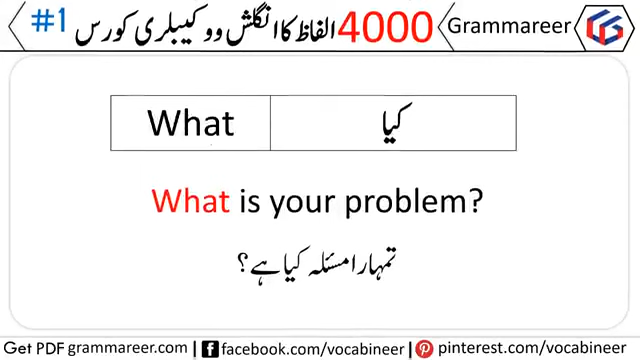 #1 4000 الفاظ کا انگلش ووکیبلری کورس Grammareer
What کیا
What is your problem?
تمہارا مسئلہ کیا ہے؟
Get PDF grammareer.com | facebook.com/vocabineer | pinterest.com/vocabineer